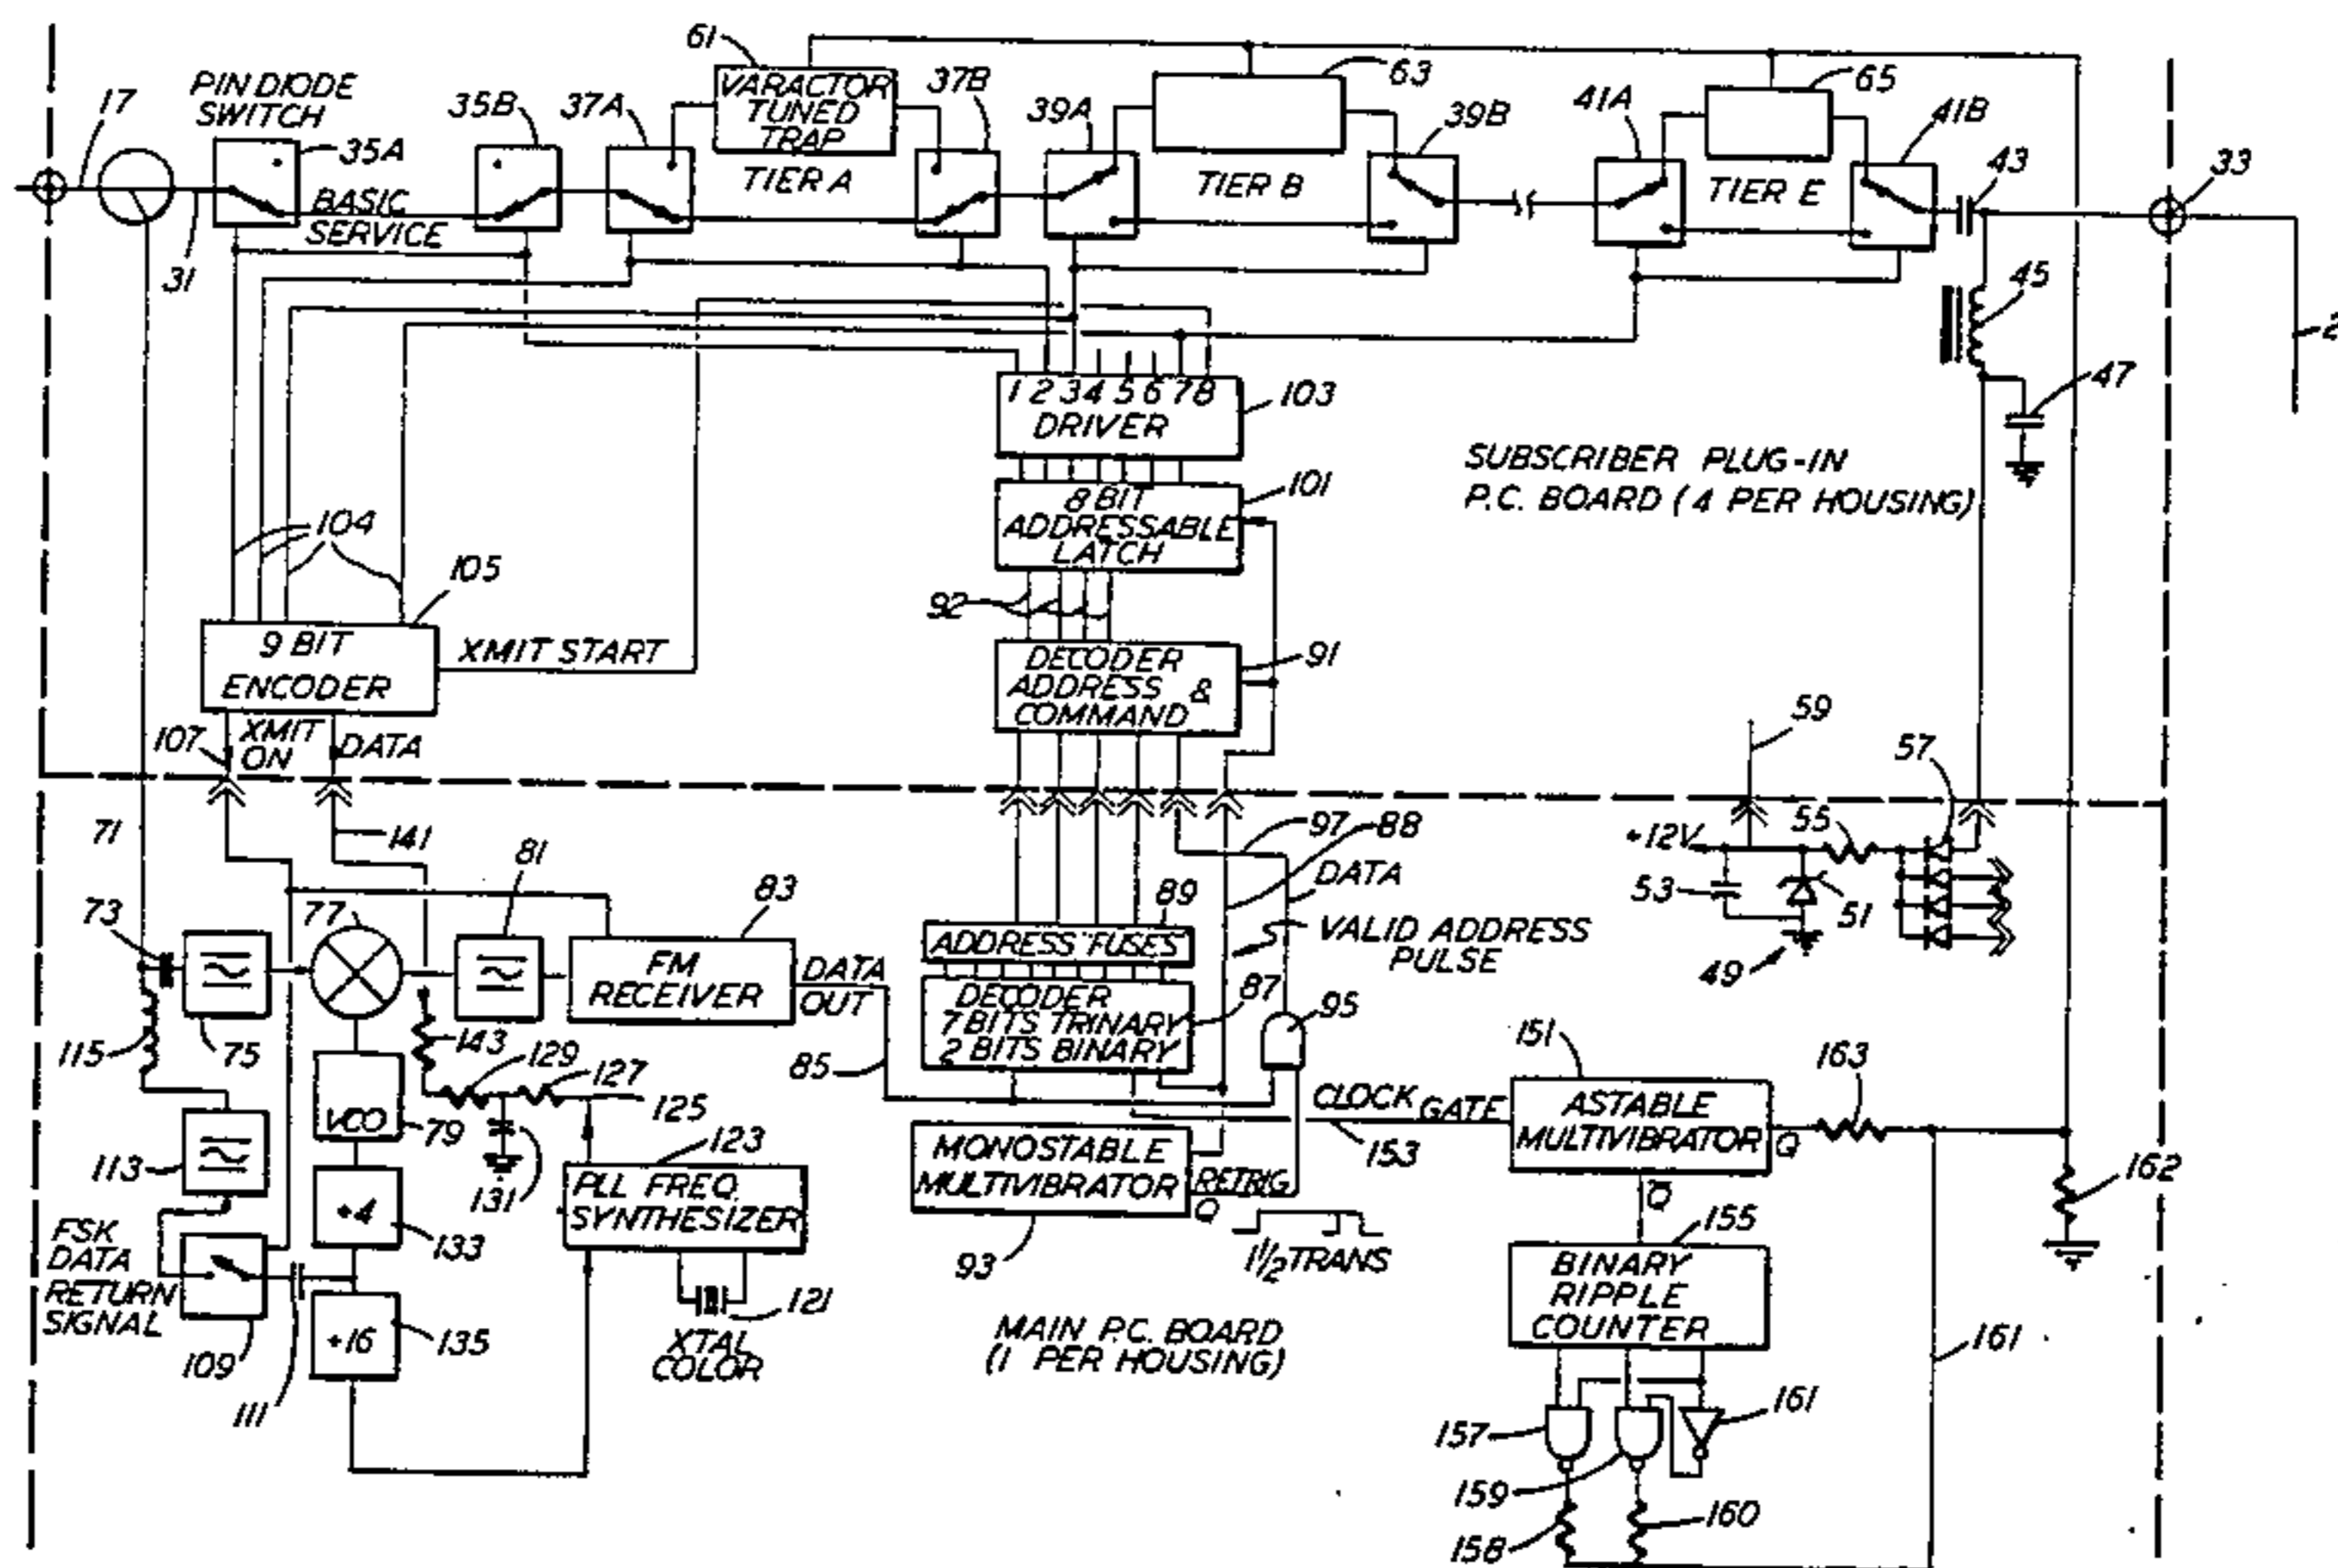 61
17
PIN DIODE
SWITCH
35A
35B
37A
VARACTOR
TUNED
TRAP
37B
39A
63
39B
41A
65
41B
43
33
TIER A
TIER B
TIER E
BASIC
SERVICE
31
45
47
1 2 3 4 5 6 7 8
DRIVER
103
SUBSCRIBER PLUG-IN
P.C. BOARD (4 PER HOUSING)
8 BIT
ADDRESSABLE
LATCH
101
104
105
92
9 BIT
ENCODER
XMIT START
DECODER
ADDRESS &
COMMAND
91
107
XMIT
ON
DATA
59
57
71
141
81
97
88
+12V
55
73
77
83
89
DATA
53
51
49
ADDRESS FUSES
VALID ADDRESS
PULSE
FM
RECEIVER
DATA
OUT
DECODER
7 BITS TRINARY
2 BITS BINARY
87
95
115
75
143
129
127
85
151
163
VCO
79
125
CLOCK
GATE
ASTABLE
MULTIVIBRATOR
Q
123
MONOSTABLE
MULTIVIBRATOR
RETRIG
Q
153
113
131
PLL FREQ.
SYNTHESIZER
Q
162
÷4
133
155
FSK
DATA
RETURN
SIGNAL
93
1 1/2 TRANS
BINARY
RIPPLE
COUNTER
÷16
135
121
XTAL
COLOR
MAIN P.C. BOARD
(1 PER HOUSING)
161
109
111
157
161
159
158
160